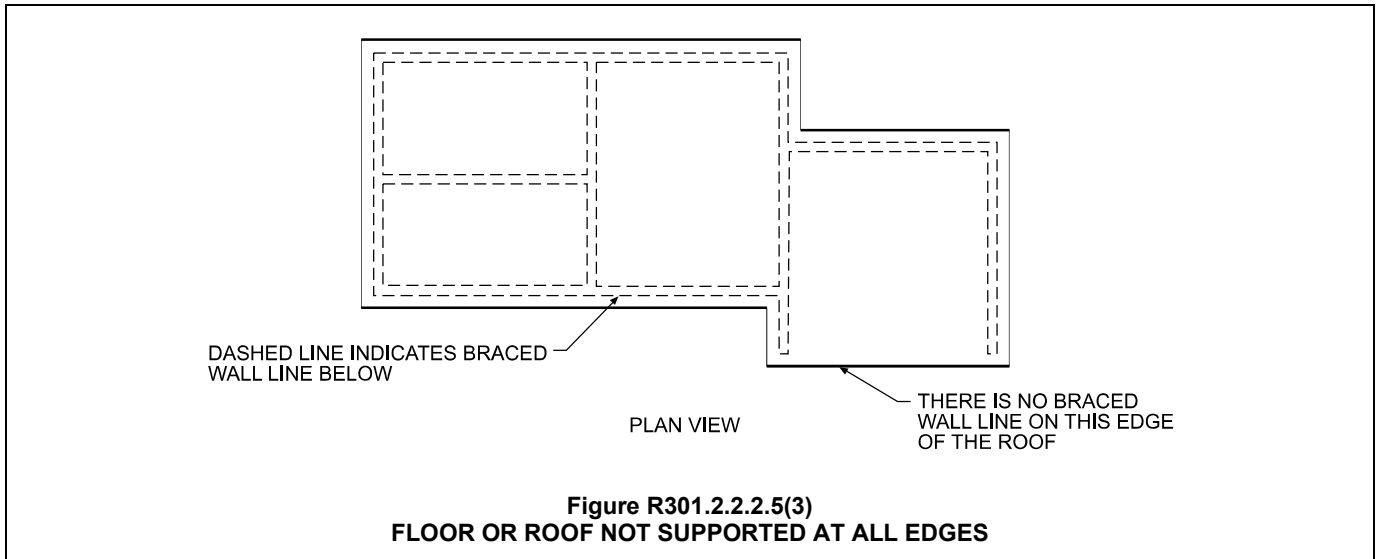 DASHED LINE INDICATES BRACED
WALL LINE BELOW
THERE IS NO BRACED
WALL LINE ON THIS EDGE
OF THE ROOF
PLAN VIEW
Figure R301.2.2.2.5(3)
FLOOR OR ROOF NOT SUPPORTED AT ALL EDGES